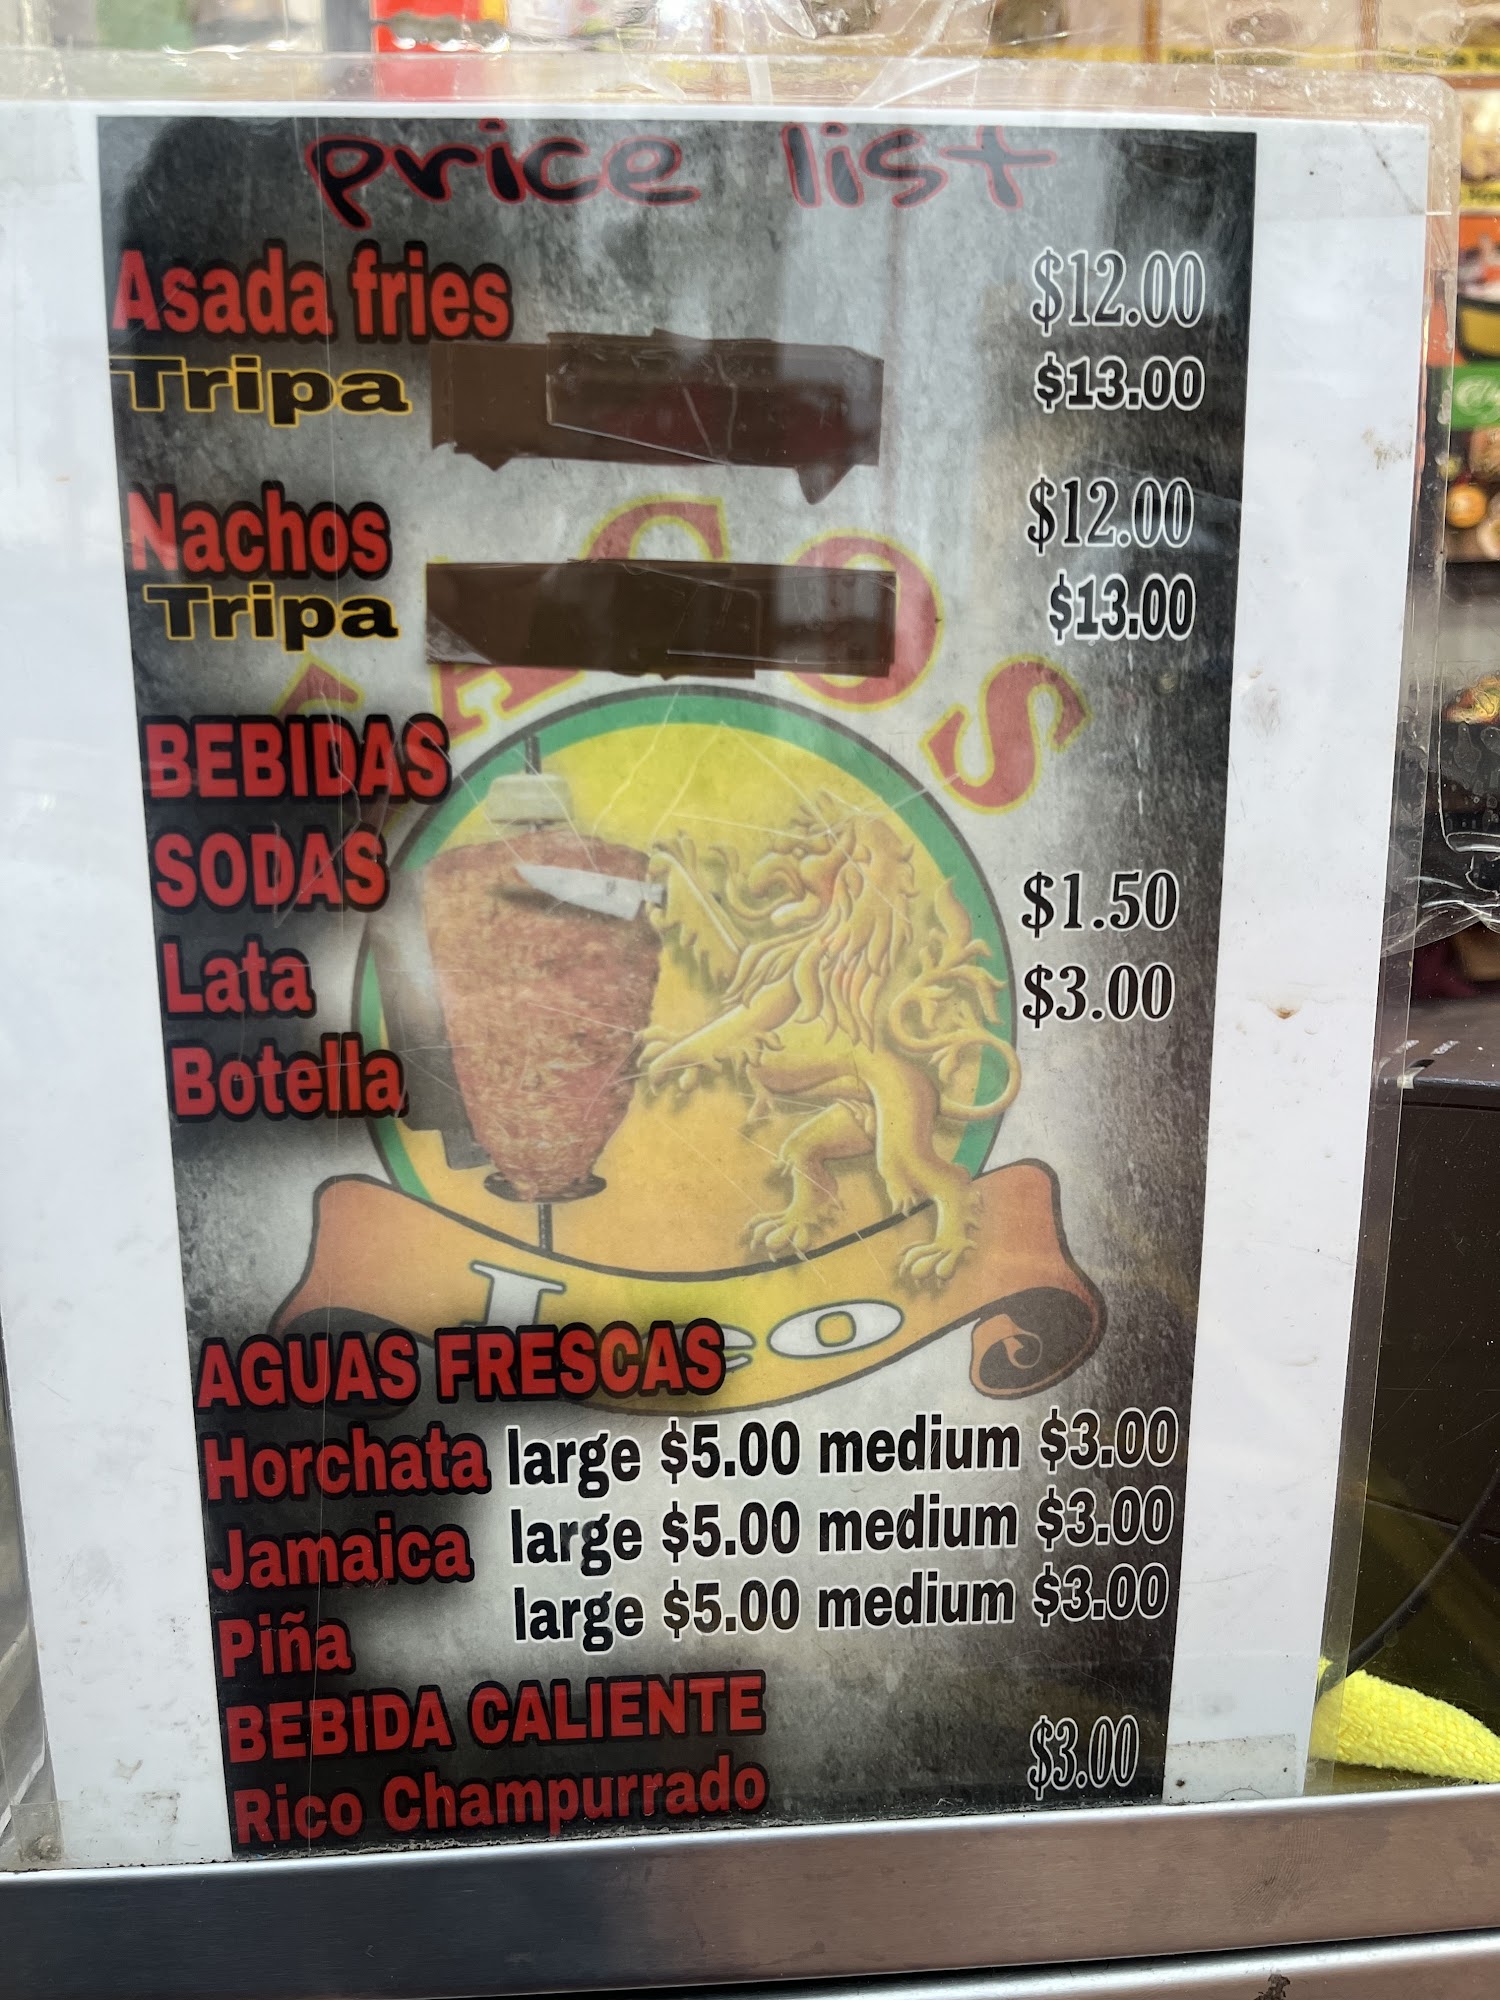 price list
Asada fries $12.00
Tripa $13.00
Nachos $12.00
Tripa $13.00
TACOS
BEBIDAS
SODAS $1.50
Lata $3.00
Botella
Leo
AGUAS FRESCAS
Horchata large $5.00 medium $3.00
Jamaica large $5.00 medium $3.00
Piña large $5.00 medium $3.00
BEBIDA CALIENTE $3.00
Rico Champurrado